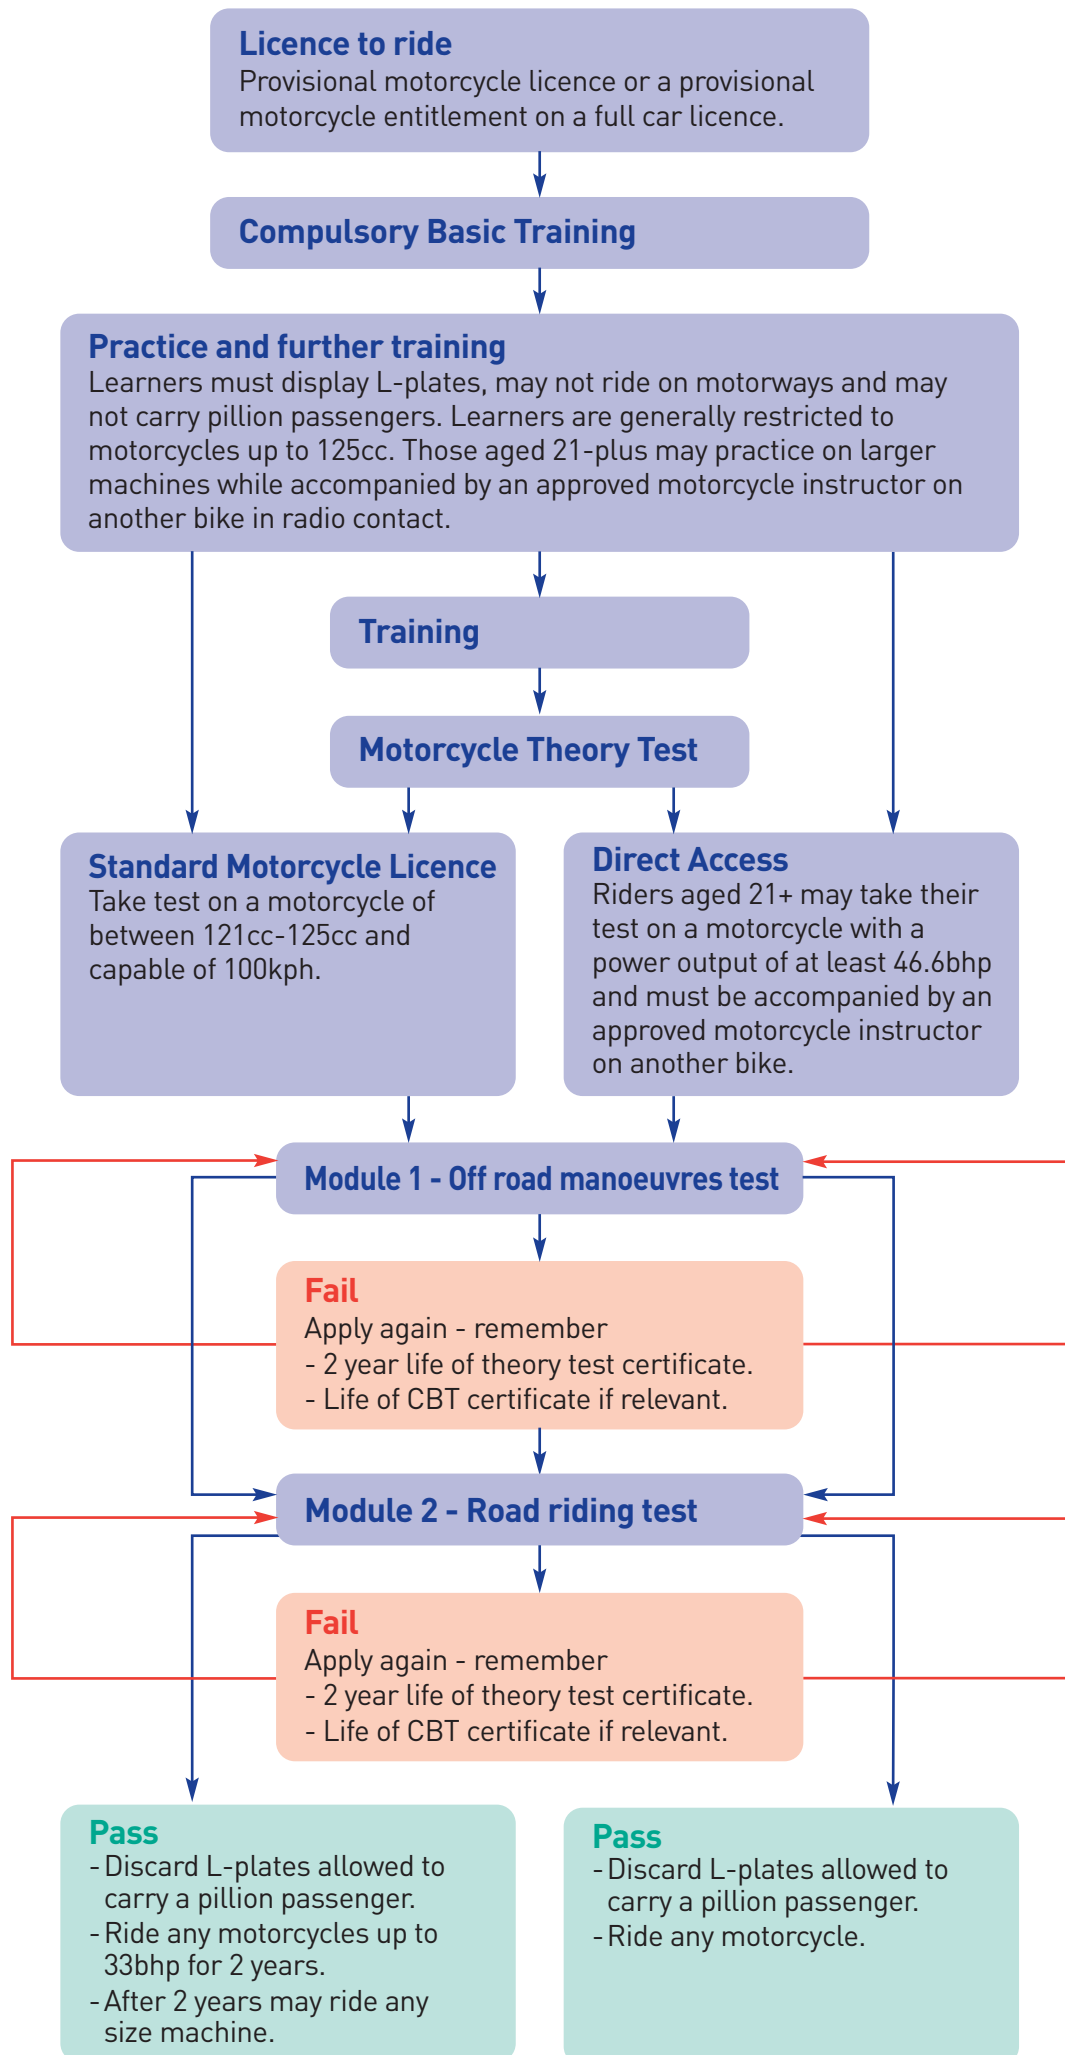 Licence to ride
Provisional motorcycle licence or a provisional
motorcycle entitlement on a full car licence.
Compulsory Basic Training
Practice and further training
Learners must display L-plates, may not ride on motorways and may
not carry pillion passengers. Learners are generally restricted to
motorcycles up to 125cc. Those aged 21-plus may practice on larger
machines while accompanied by an approved motorcycle instructor on
another bike in radio contact.
Training
Motorcycle Theory Test
Standard Motorcycle Licence
Take test on a motorcycle of
between 121cc-125cc and
capable of 100kph.
Direct Access
Riders aged 21+ may take their
test on a motorcycle with a
power output of at least 46.6bhp
and must be accompanied by an
approved motorcycle instructor
on another bike.
Module 1 - Off road manoeuvres test
Fail
Apply again - remember
- 2 year life of theory test certificate.
- Life of CBT certificate if relevant.
Module 2 - Road riding test
Fail
Apply again - remember
- 2 year life of theory test certificate.
- Life of CBT certificate if relevant.
Pass
- Discard L-plates allowed to
carry a pillion passenger.
- Ride any motorcycles up to
33bhp for 2 years.
- After 2 years may ride any
size machine.
Pass
- Discard L-plates allowed to
carry a pillion passenger.
- Ride any motorcycle.